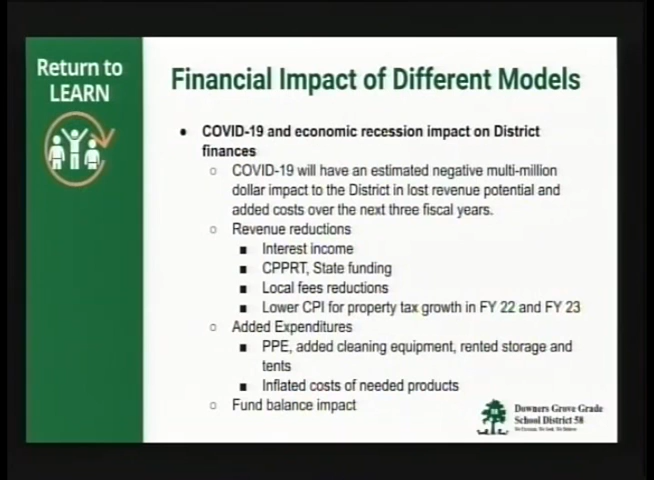 Return to
LEARN
Financial Impact of Different Models
● COVID-19 and economic recession impact on District
finances
○ COVID-19 will have an estimated negative multi-million
dollar impact to the District in lost revenue potential and
added costs over the next three fiscal years.
○ Revenue reductions
■ Interest income
■ CPPRT, State funding
■ Local fees reductions
■ Lower CPI for property tax growth in FY 22 and FY 23
○ Added Expenditures
■ PPE, added cleaning equipment, rented storage and
tents
■ Inflated costs of needed products
○ Fund balance impact
Downers Grove Grade
School District 58